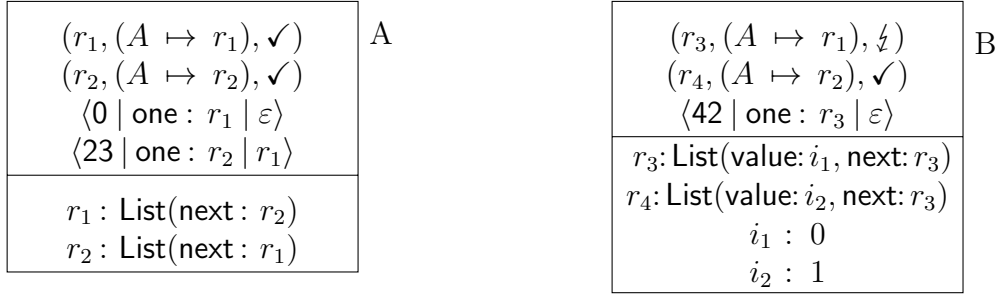 (r₁, (A ↦ r₁), ✓)
(r₂, (A ↦ r₂), ✓)
⟨0 | one : r₁ | ε⟩
⟨23 | one : r₂ | r₁⟩
r₁ : List(next : r₂)
r₂ : List(next : r₁)
A
(r₃, (A ↦ r₁), ↯)
(r₄, (A ↦ r₂), ✓)
⟨42 | one : r₃ | ε⟩
r₃: List(value: i₁, next: r₃)
r₄: List(value: i₂, next: r₃)
i₁ : 0
i₂ : 1
B